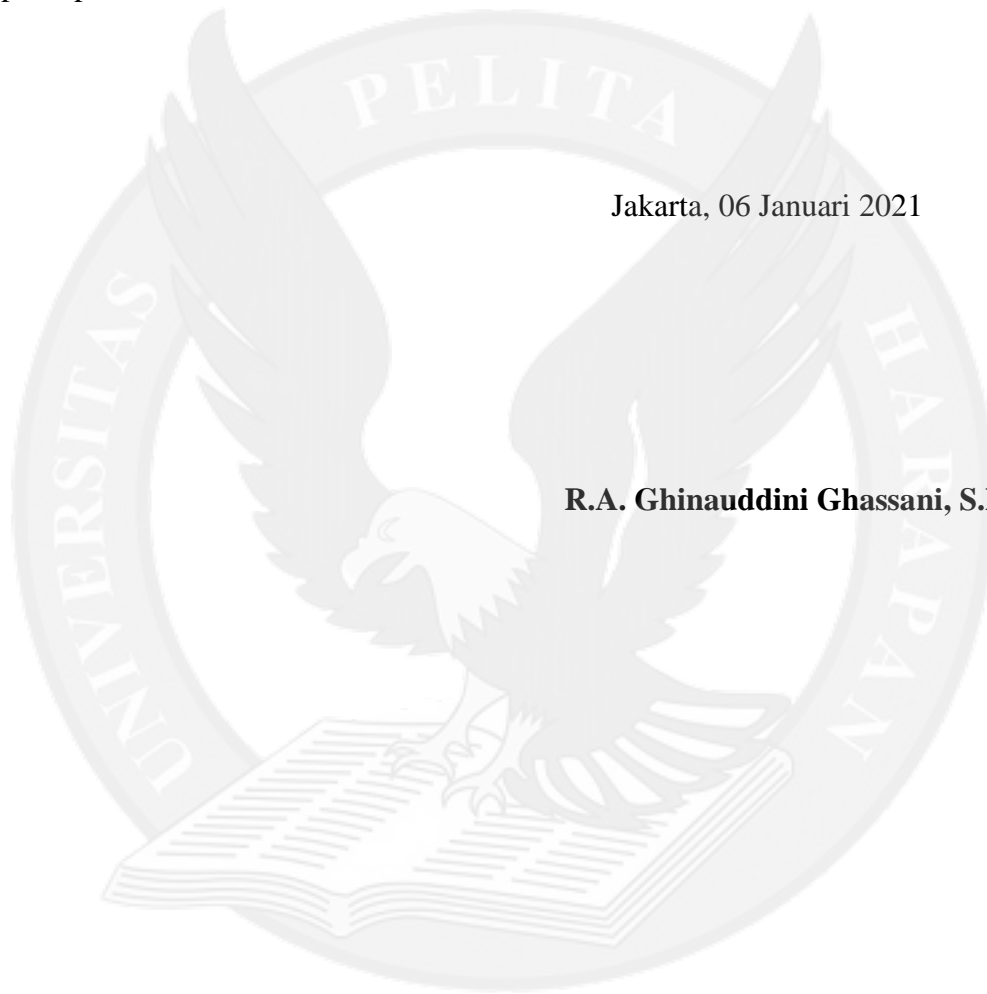 PELITA
Jakarta, 06 Januari 2021
UNIVERSITAS
HARAPAN
R.A. Ghinauddini Ghassani, S.